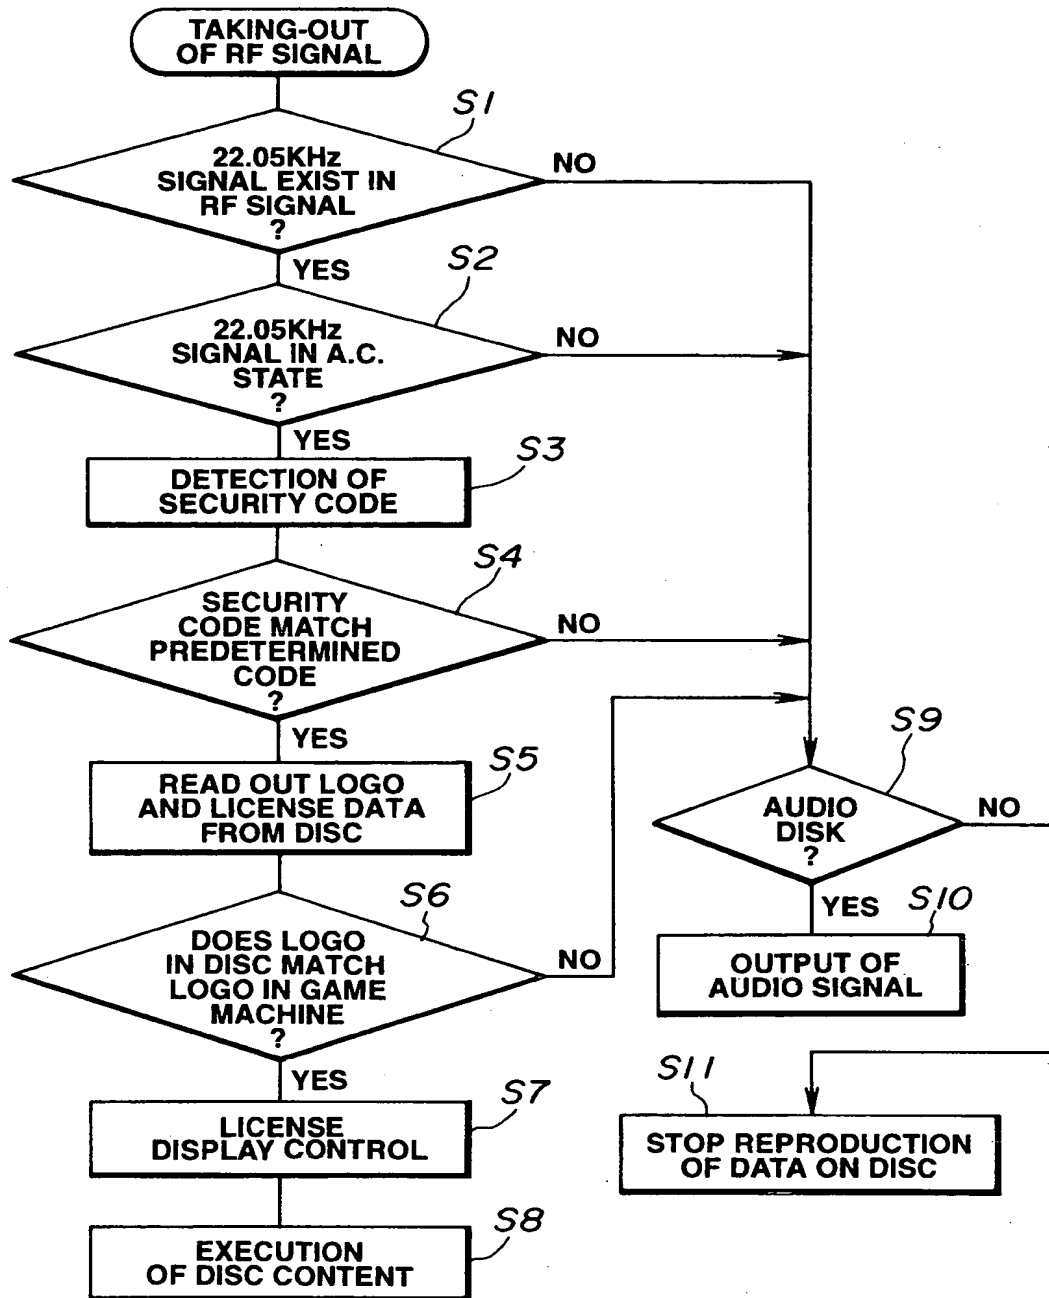 TAKING-OUT
OF RF SIGNAL
S1
22.05KHz
SIGNAL EXIST IN
RF SIGNAL
?
NO
YES
S2
22.05KHz
SIGNAL IN A.C.
STATE
?
NO
YES
S3
DETECTION OF
SECURITY CODE
S4
SECURITY
CODE MATCH
PREDETERMINED
CODE
?
NO
YES
S5
READ OUT LOGO
AND LICENSE DATA
FROM DISC
S6
DOES LOGO
IN DISC MATCH
LOGO IN GAME
MACHINE
?
NO
YES
S7
LICENSE
DISPLAY CONTROL
S8
EXECUTION
OF DISC CONTENT
S9
AUDIO
DISK
?
NO
YES
S10
OUTPUT OF
AUDIO SIGNAL
S11
STOP REPRODUCTION
OF DATA ON DISC